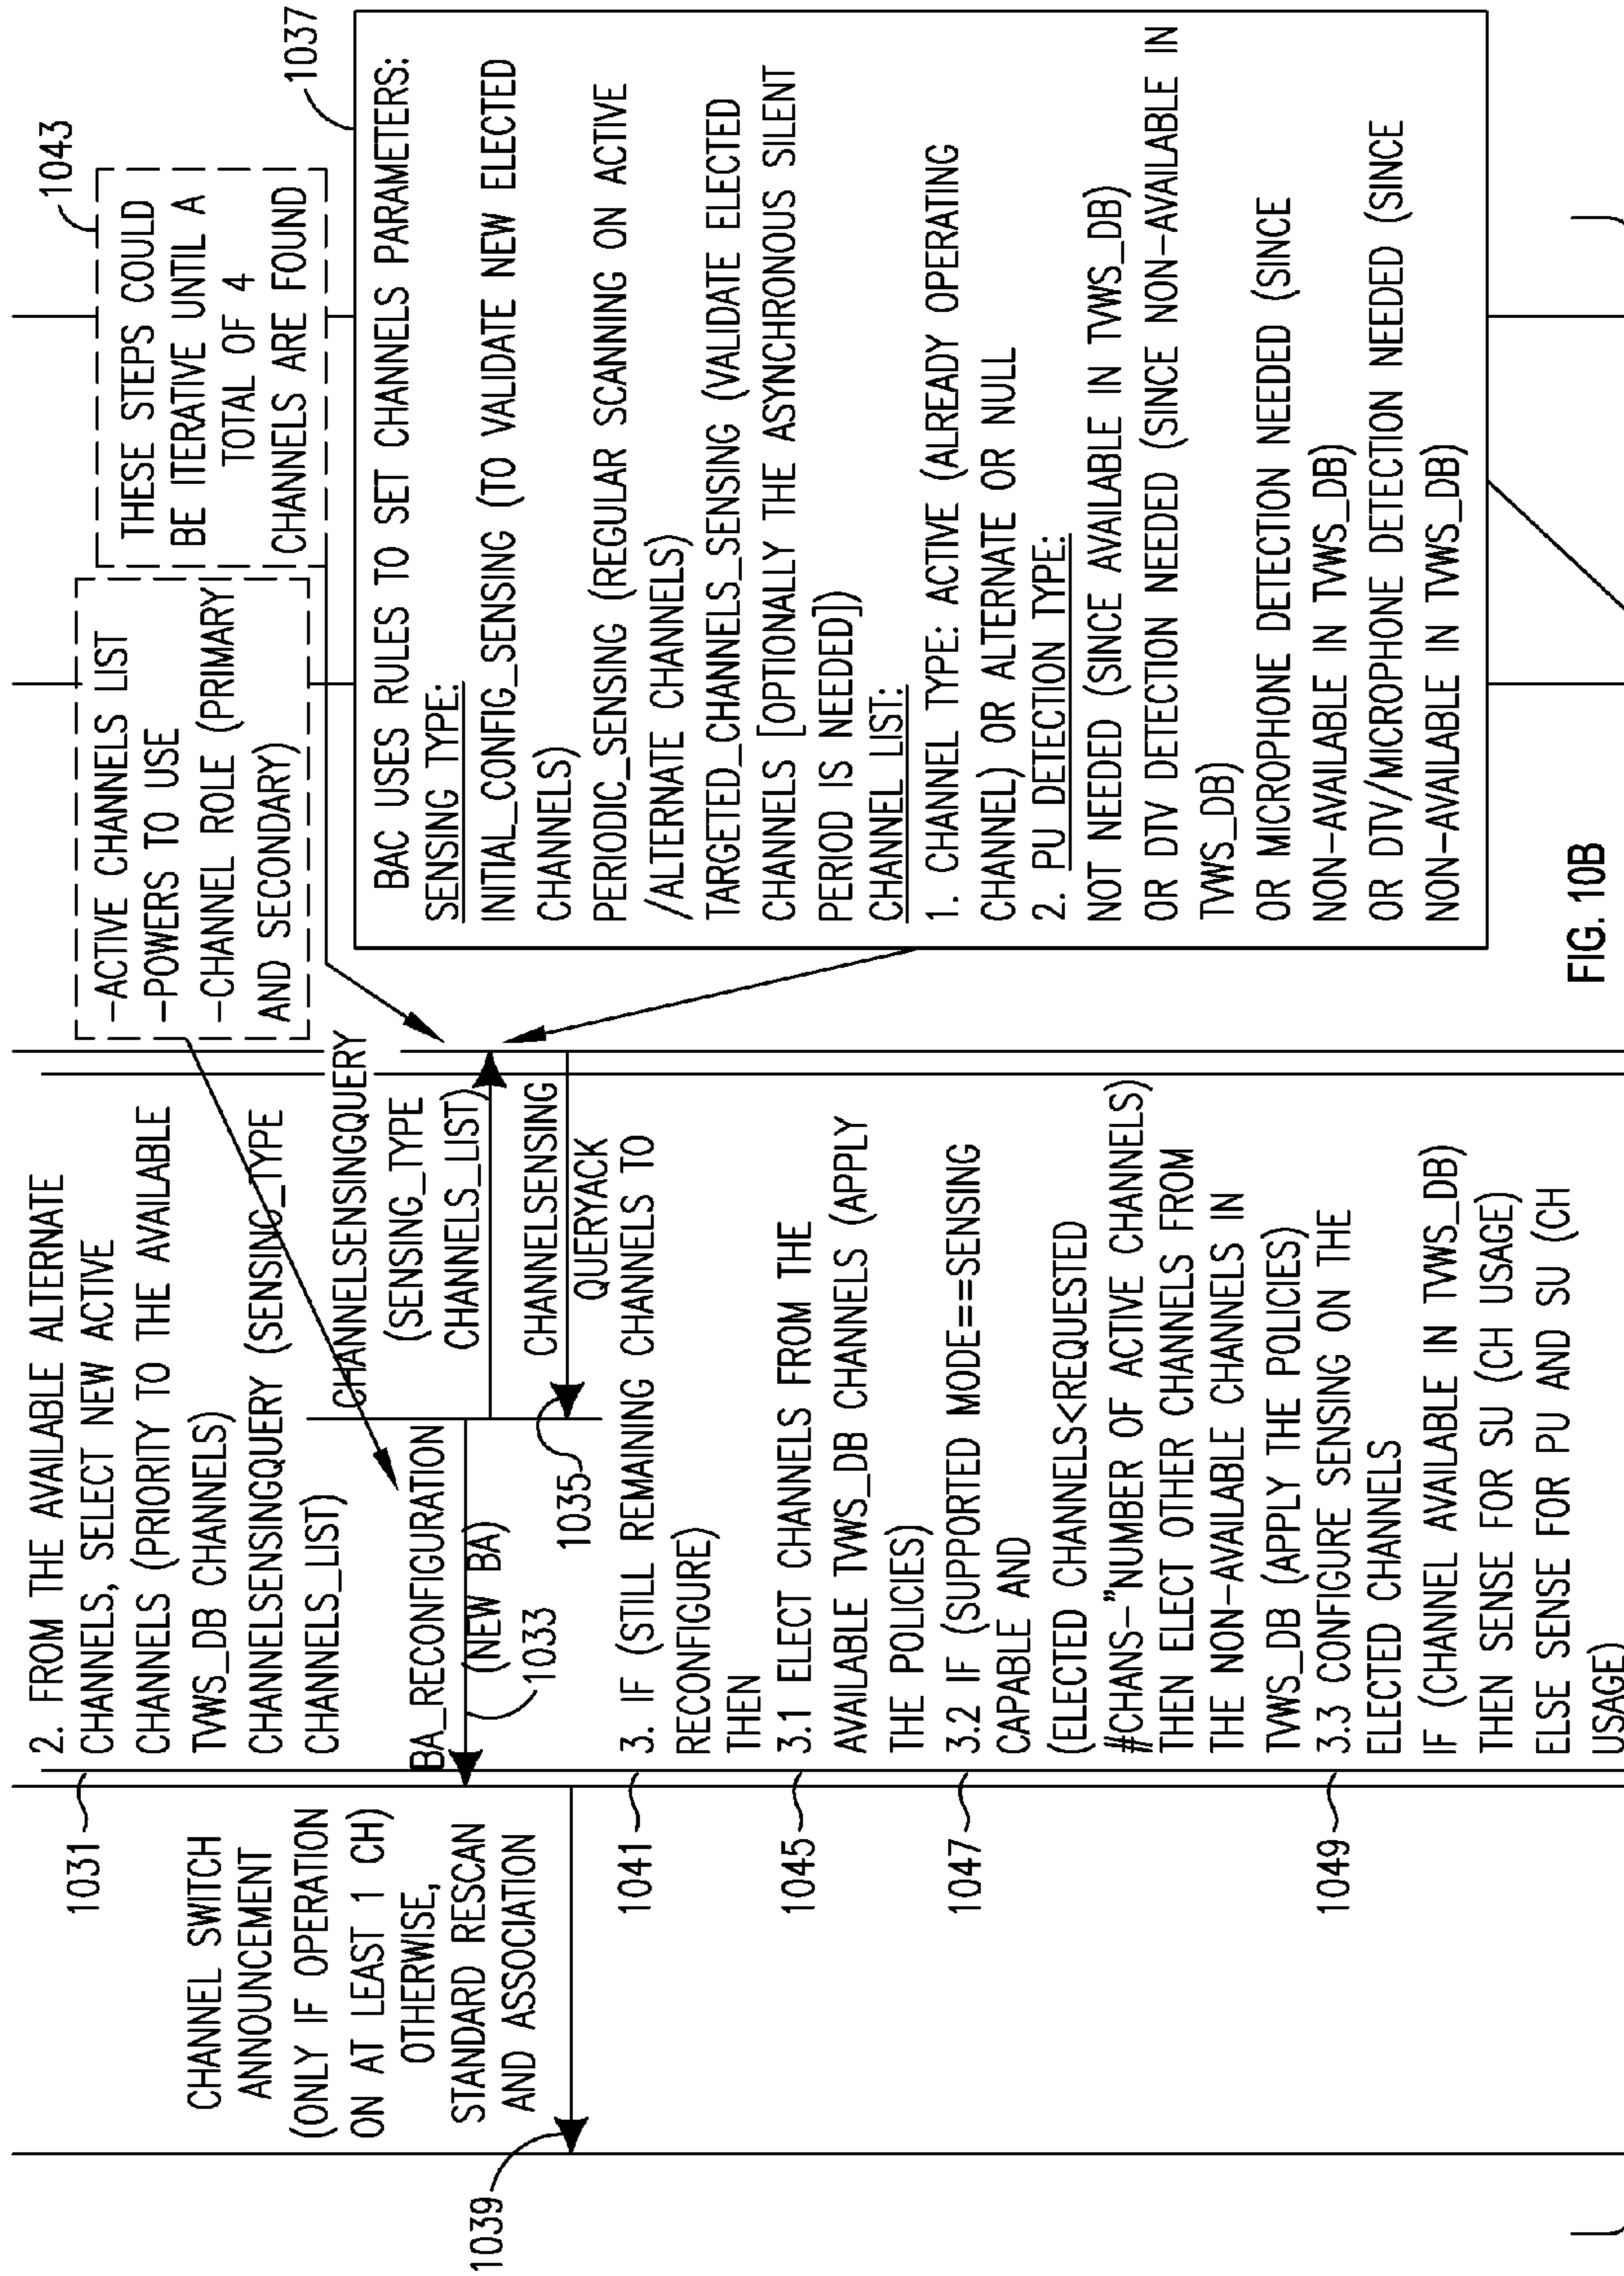 CHANNEL SWITCH
ANNOUNCEMENT
(ONLY IF OPERATION
ON AT LEAST 1 CH)
OTHERWISE,
STANDARD RESCAN
AND ASSOCIATION
1039
1031
2. FROM THE AVAILABLE ALTERNATE
CHANNELS, SELECT NEW ACTIVE
CHANNELS (PRIORITY TO THE AVAILABLE
TVWS_DB CHANNELS)
CHANNELSENSINGQUERY (SENSING_TYPE
CHANNELS_LIST)
BA_RECONFIGURATION
(NEW BA)
1033
CHANNELSENSINGQUERY
(SENSING_TYPE
CHANNELS_LIST)
CHANNELSENSING
QUERYACK
1035
1041
3. IF (STILL REMAINING CHANNELS TO
RECONFIGURE)
THEN
1045
3.1 ELECT CHANNELS FROM THE
AVAILABLE TVWS_DB CHANNELS (APPLY
THE POLICIES)
1047
3.2 IF (SUPPORTED MODE==SENSING
CAPABLE AND
(ELECTED CHANNELS<REQUESTED
#CHANS-"NUMBER OF ACTIVE CHANNELS)
THEN ELECT OTHER CHANNELS FROM
THE NON-AVAILABLE CHANNELS IN
TVWS_DB (APPLY THE POLICIES)
1049
3.3 CONFIGURE SENSING ON THE
ELECTED CHANNELS
IF (CHANNEL AVAILABLE IN TVWS_DB)
THEN SENSE FOR SU (CH USAGE)
ELSE SENSE FOR PU AND SU (CH
USAGE)
-ACTIVE CHANNELS LIST
-POWERS TO USE
-CHANNEL ROLE (PRIMARY
AND SECONDARY)
1043
THESE STEPS COULD
BE ITERATIVE UNTIL A
TOTAL OF 4
CHANNELS ARE FOUND
1037
BAC USES RULES TO SET CHANNELS PARAMETERS:
SENSING TYPE:
INITIAL_CONFIG_SENSING (TO VALIDATE NEW ELECTED
CHANNELS)
PERIODIC_SENSING (REGULAR SCANNING ON ACTIVE
/ALTERNATE CHANNELS)
TARGETED_CHANNELS_SENSING (VALIDATE ELECTED
CHANNELS [OPTIONALLY THE ASYNCHRONOUS SILENT
PERIOD IS NEEDED])
CHANNEL LIST:
1. CHANNEL TYPE: ACTIVE (ALREADY OPERATING
CHANNEL) OR ALTERNATE OR NULL
2. PU DETECTION TYPE:
NOT NEEDED (SINCE AVAILABLE IN TVWS_DB)
OR DTV DETECTION NEEDED (SINCE NON-AVAILABLE IN
TVWS_DB)
OR MICROPHONE DETECTION NEEDED (SINCE
NON-AVAILABLE IN TVWS_DB)
OR DTV/MICROPHONE DETECTION NEEDED (SINCE
NON-AVAILABLE IN TVWS_DB)
FIG. 10B